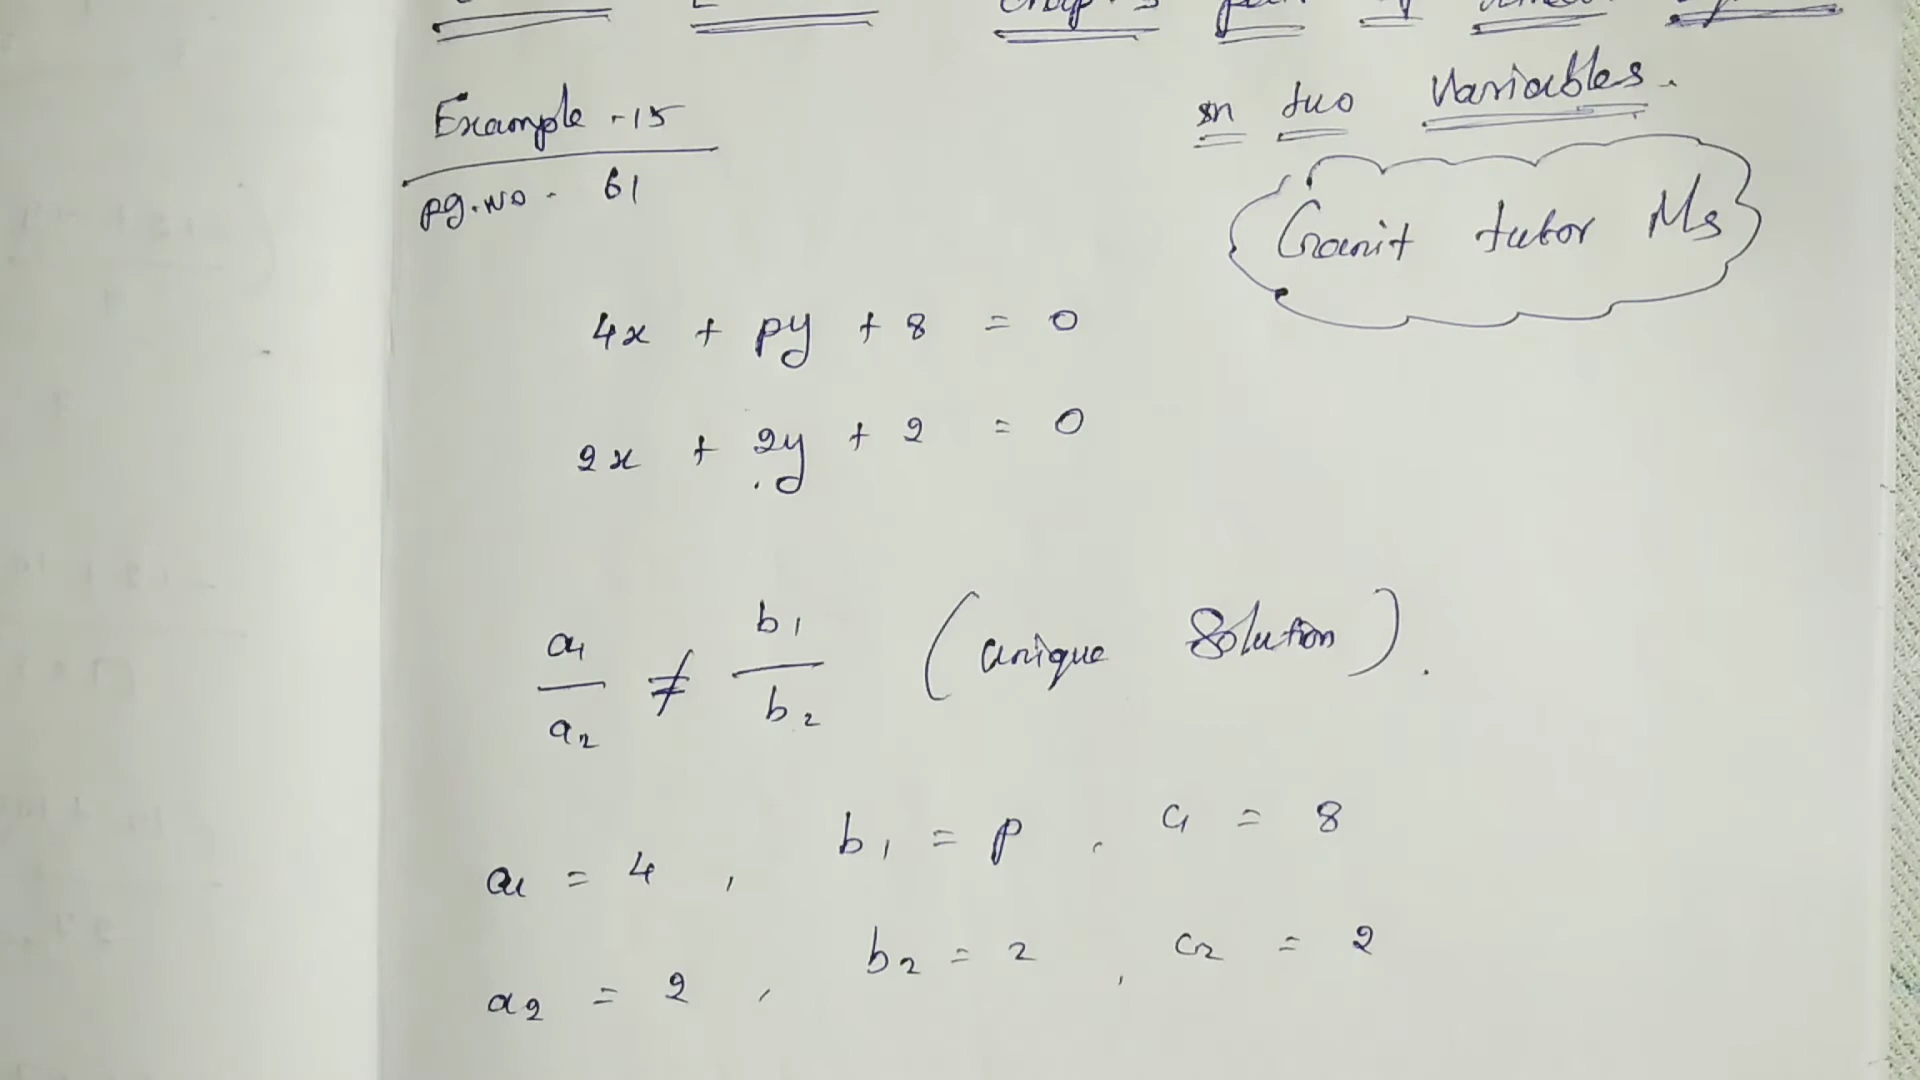 in two Variables.
Example - 15
pg.No - 61
Ganit tutor Ms
4x + py + 8 = 0
2x + 2y + 2 = 0
a1/a2 ≠ b1/b2 (unique Solution).
a1 = 4, b1 = p, c1 = 8
a2 = 2, b2 = 2, c2 = 2